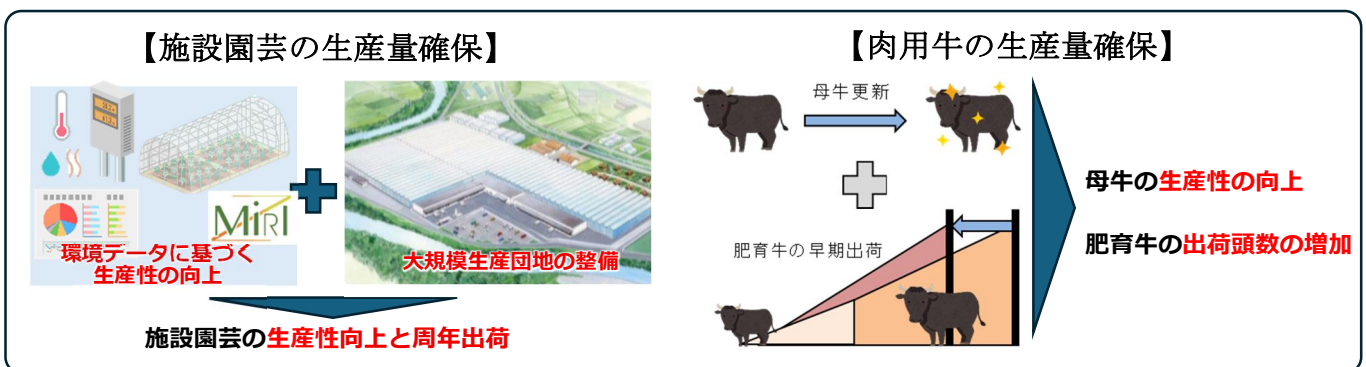 【施設園芸の生産量確保】
MiRI
環境データに基づく
生産性の向上
大規模生産団地の整備
施設園芸の生産性向上と周年出荷
【肉用牛の生産量確保】
母牛更新
肥育牛の早期出荷
母牛の生産性の向上
肥育牛の出荷頭数の増加